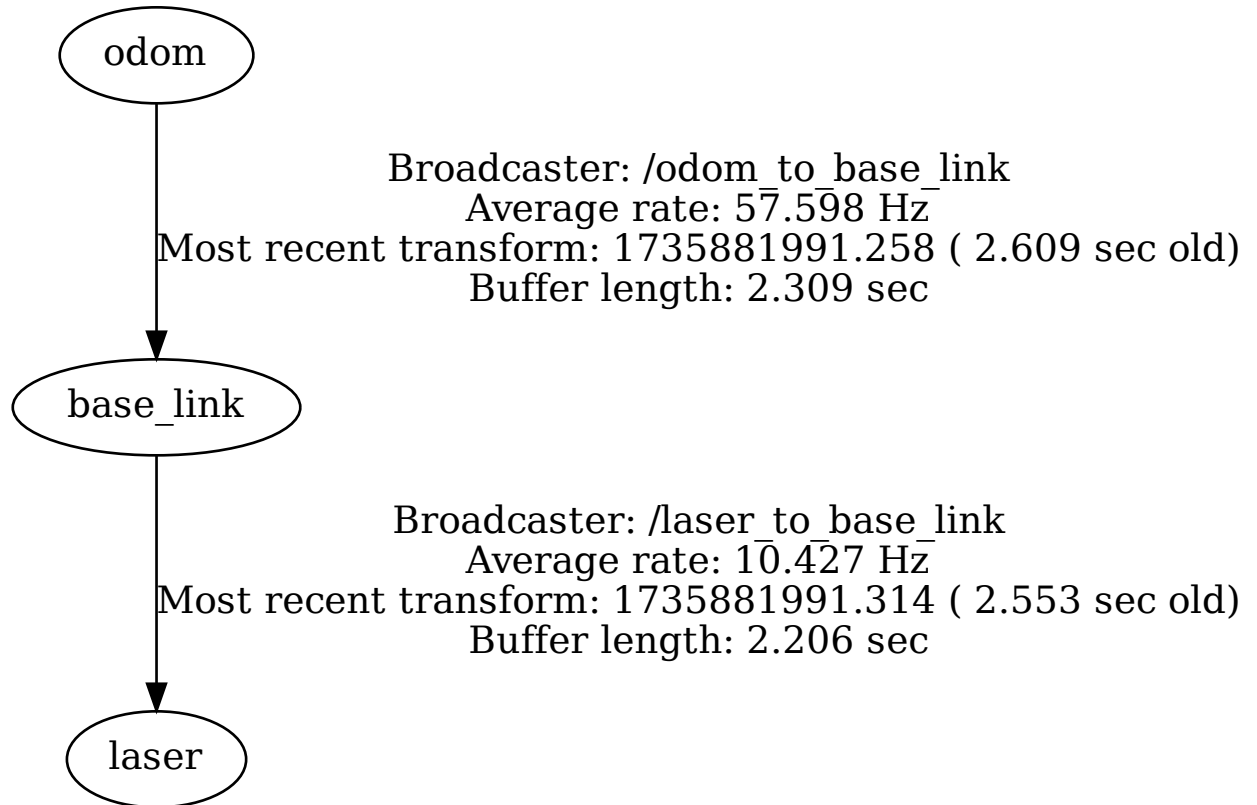 odom
Broadcaster: /odom_to_base_link
Average rate: 57.598 Hz
Most recent transform: 1735881991.258 ( 2.609 sec old)
Buffer length: 2.309 sec
base_link
Broadcaster: /laser_to_base_link
Average rate: 10.427 Hz
Most recent transform: 1735881991.314 ( 2.553 sec old)
Buffer length: 2.206 sec
laser